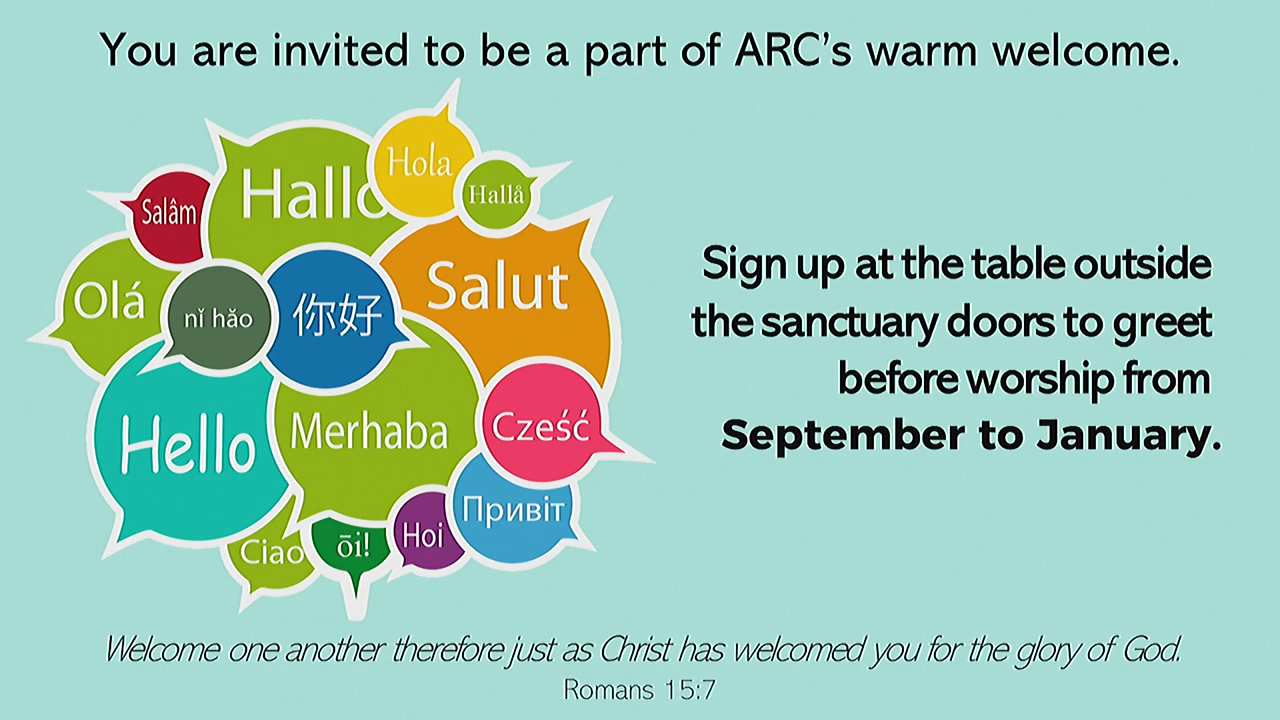 You are invited to be a part of ARC's warm welcome.
Hola
Hallo
Hallå
Salâm
Salut
Olá
nǐ hǎo
你好
Hello
Merhaba
Cześć
Привіт
Hoi
ōi!
Ciao
Sign up at the table outside
the sanctuary doors to greet
before worship from
September to January.
Welcome one another therefore just as Christ has welcomed you for the glory of God.
Romans 15:7